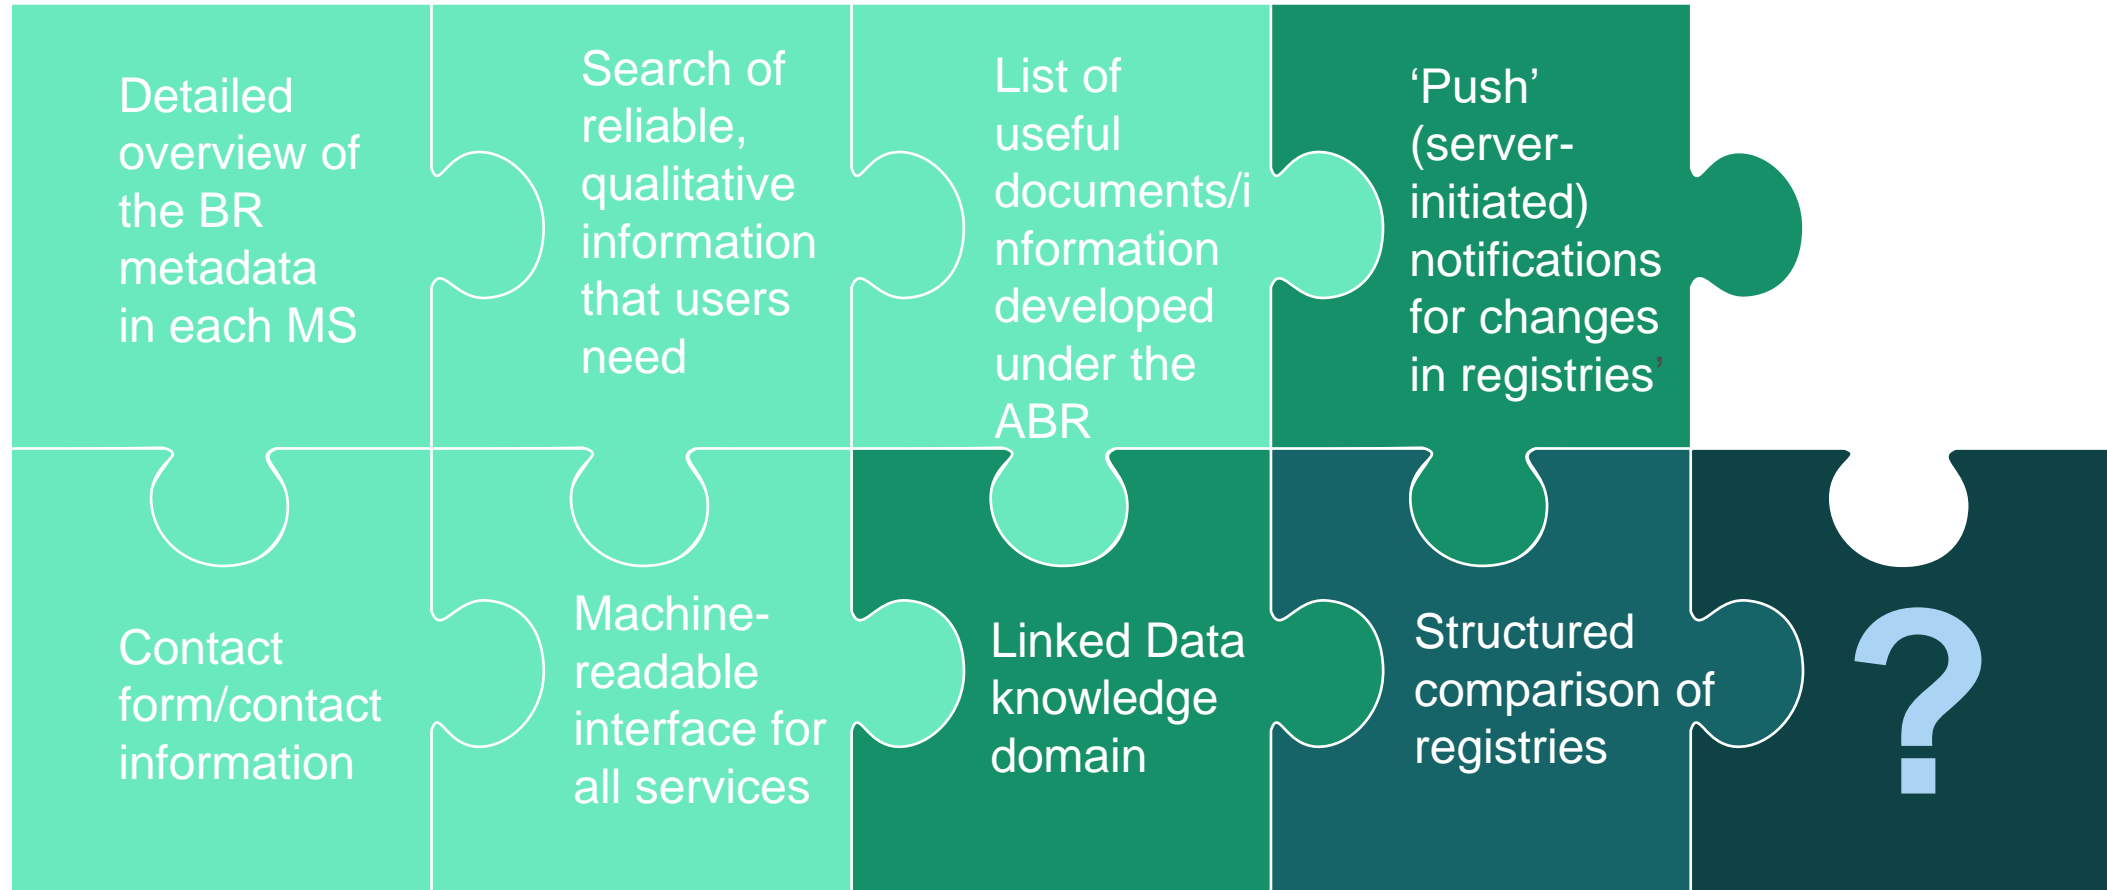 Detailed
overview of
the BR
metadata
in each MS
Search of
reliable,
qualitative
information
that users
need
List of
useful
documents/i
nformation
developed
under the
ABR
‘Push’
(server-
initiated)
notifications
for changes
in registries’
Contact
form/contact
information
Machine-
readable
interface for
all services
Linked Data
knowledge
domain
Structured
comparison of
registries
?